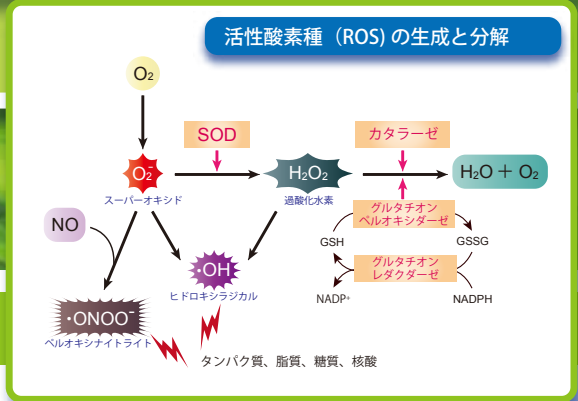 活性酸素種（ROS) の生成と分解
O₂
SOD
カタラーゼ
O₂⁻
スーパーオキシド
H₂O₂
過酸化水素
H₂O ＋ O₂
グルタチオン
ペルオキシダーゼ
NO
GSH
GSSG
グルタチオン
レダクダーゼ
･OH
ヒドロキシラジカル
NADP⁺
NADPH
･ONOO⁻
ペルオキシナイトライト
タンパク質、脂質、糖質、核酸